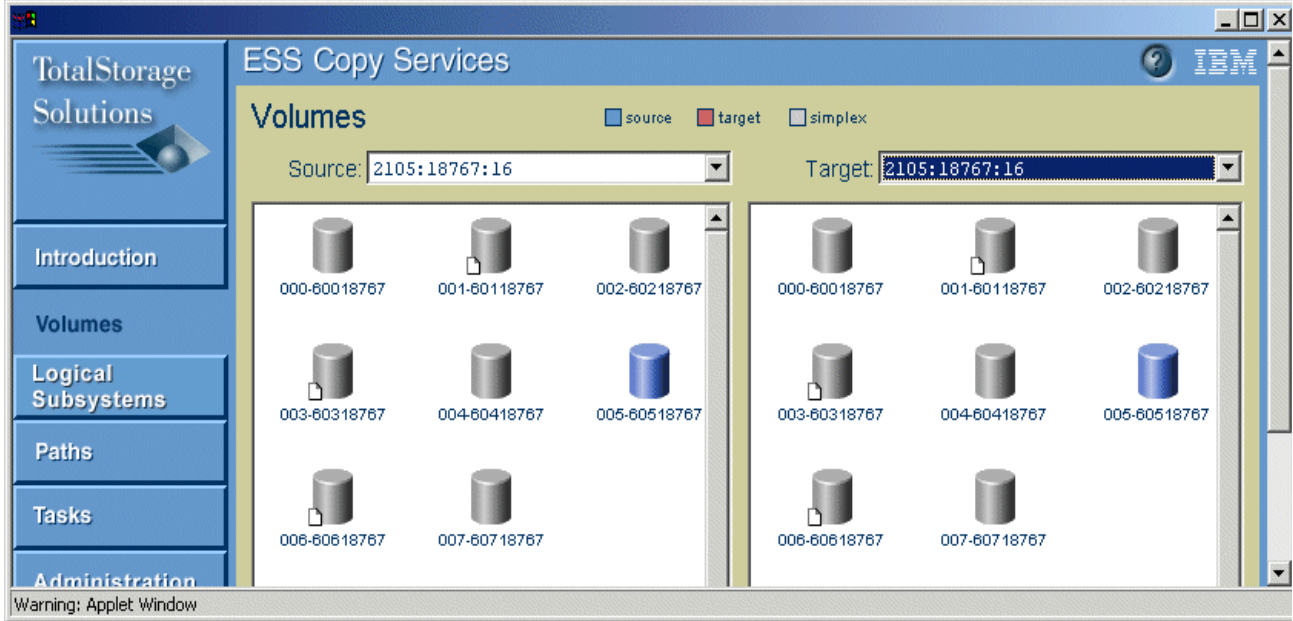 TotalStorage
Solutions
ESS Copy Services
? IBM
Volumes
source target simplex
Source: 2105:18767:16
Target: 2105:18767:16
Introduction
Volumes
Logical
Subsystems
Paths
Tasks
Administration
000-60018767 001-60118767 002-60218767
003-60318767 004-60418767 005-60518767
006-60618767 007-60718767
000-60018767 001-60118767 002-60218767
003-60318767 004-60418767 005-60518767
006-60618767 007-60718767
Warning: Applet Window